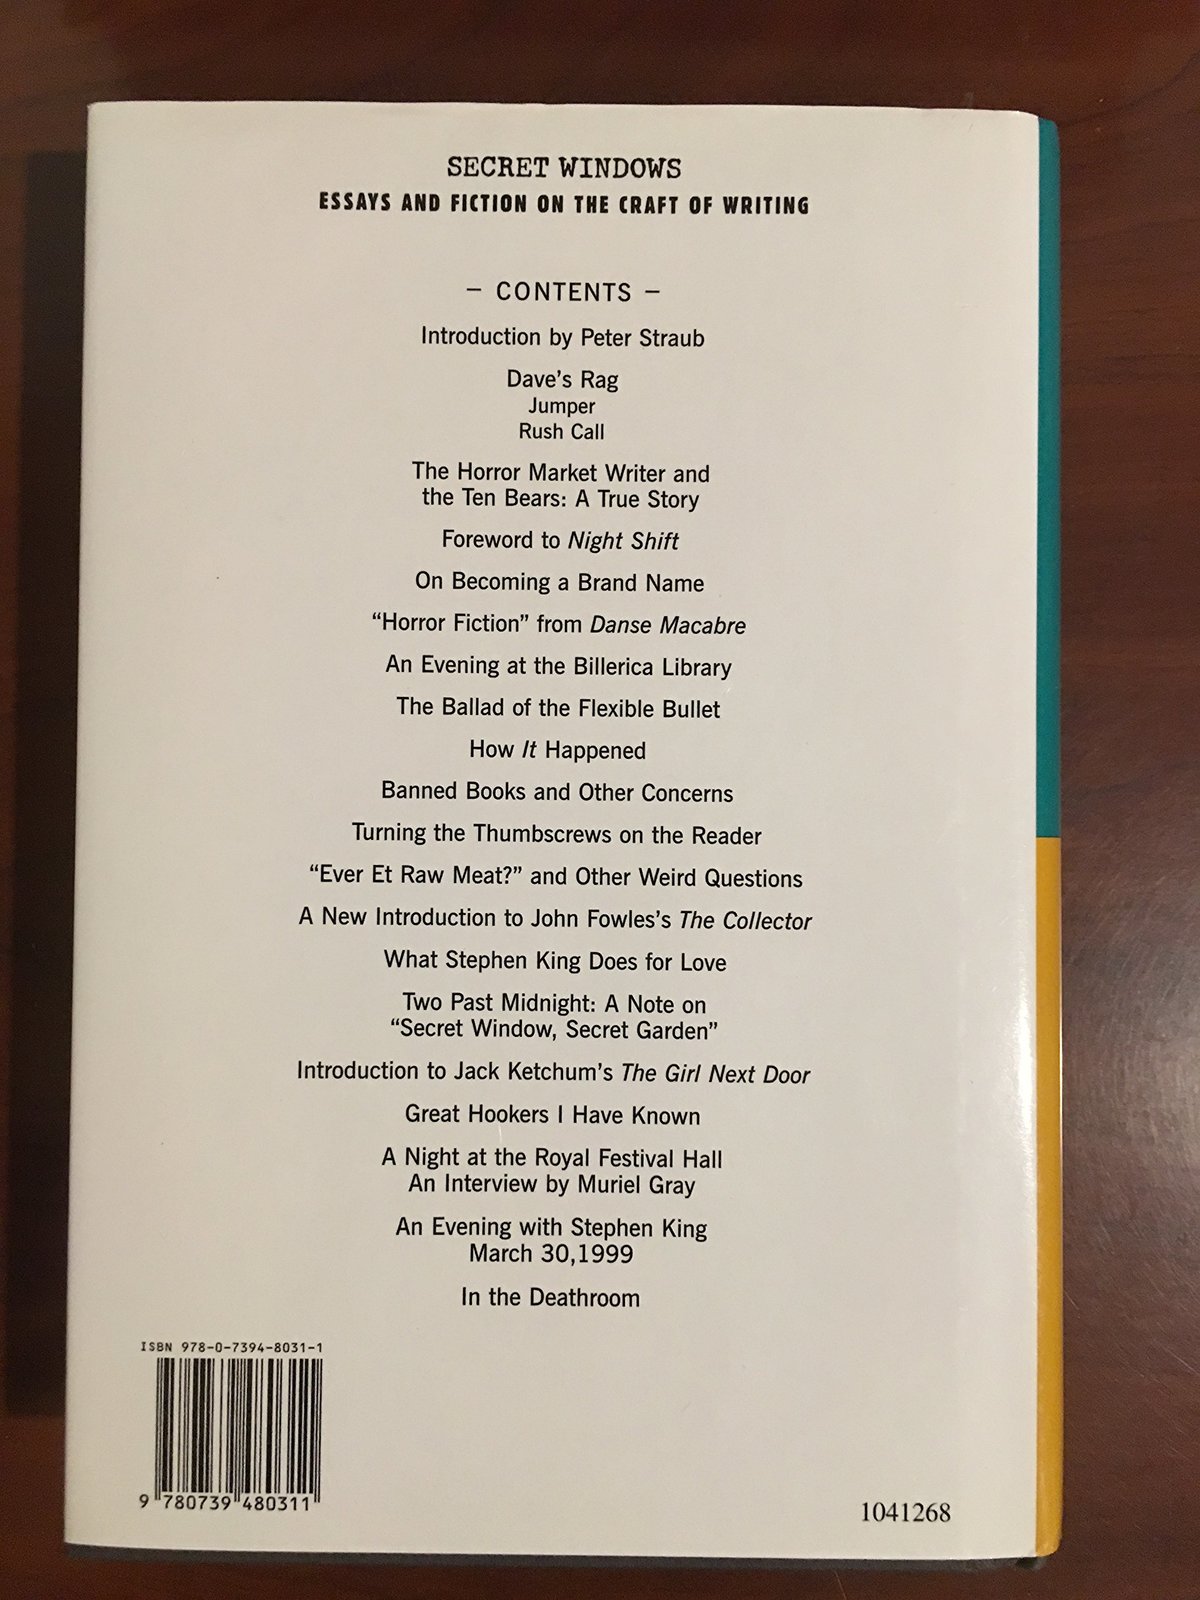 SECRET WINDOWS
ESSAYS AND FICTION ON THE CRAFT OF WRITING
– CONTENTS –
Introduction by Peter Straub
Dave's Rag
Jumper
Rush Call
The Horror Market Writer and
the Ten Bears: A True Story
Foreword to Night Shift
On Becoming a Brand Name
“Horror Fiction” from Danse Macabre
An Evening at the Billerica Library
The Ballad of the Flexible Bullet
How It Happened
Banned Books and Other Concerns
Turning the Thumbscrews on the Reader
“Ever Et Raw Meat?” and Other Weird Questions
A New Introduction to John Fowles's The Collector
What Stephen King Does for Love
Two Past Midnight: A Note on
“Secret Window, Secret Garden”
Introduction to Jack Ketchum's The Girl Next Door
Great Hookers I Have Known
A Night at the Royal Festival Hall
An Interview by Muriel Gray
An Evening with Stephen King
March 30,1999
In the Deathroom
ISBN 978-0-7394-8031-1
9 780739 480311
1041268